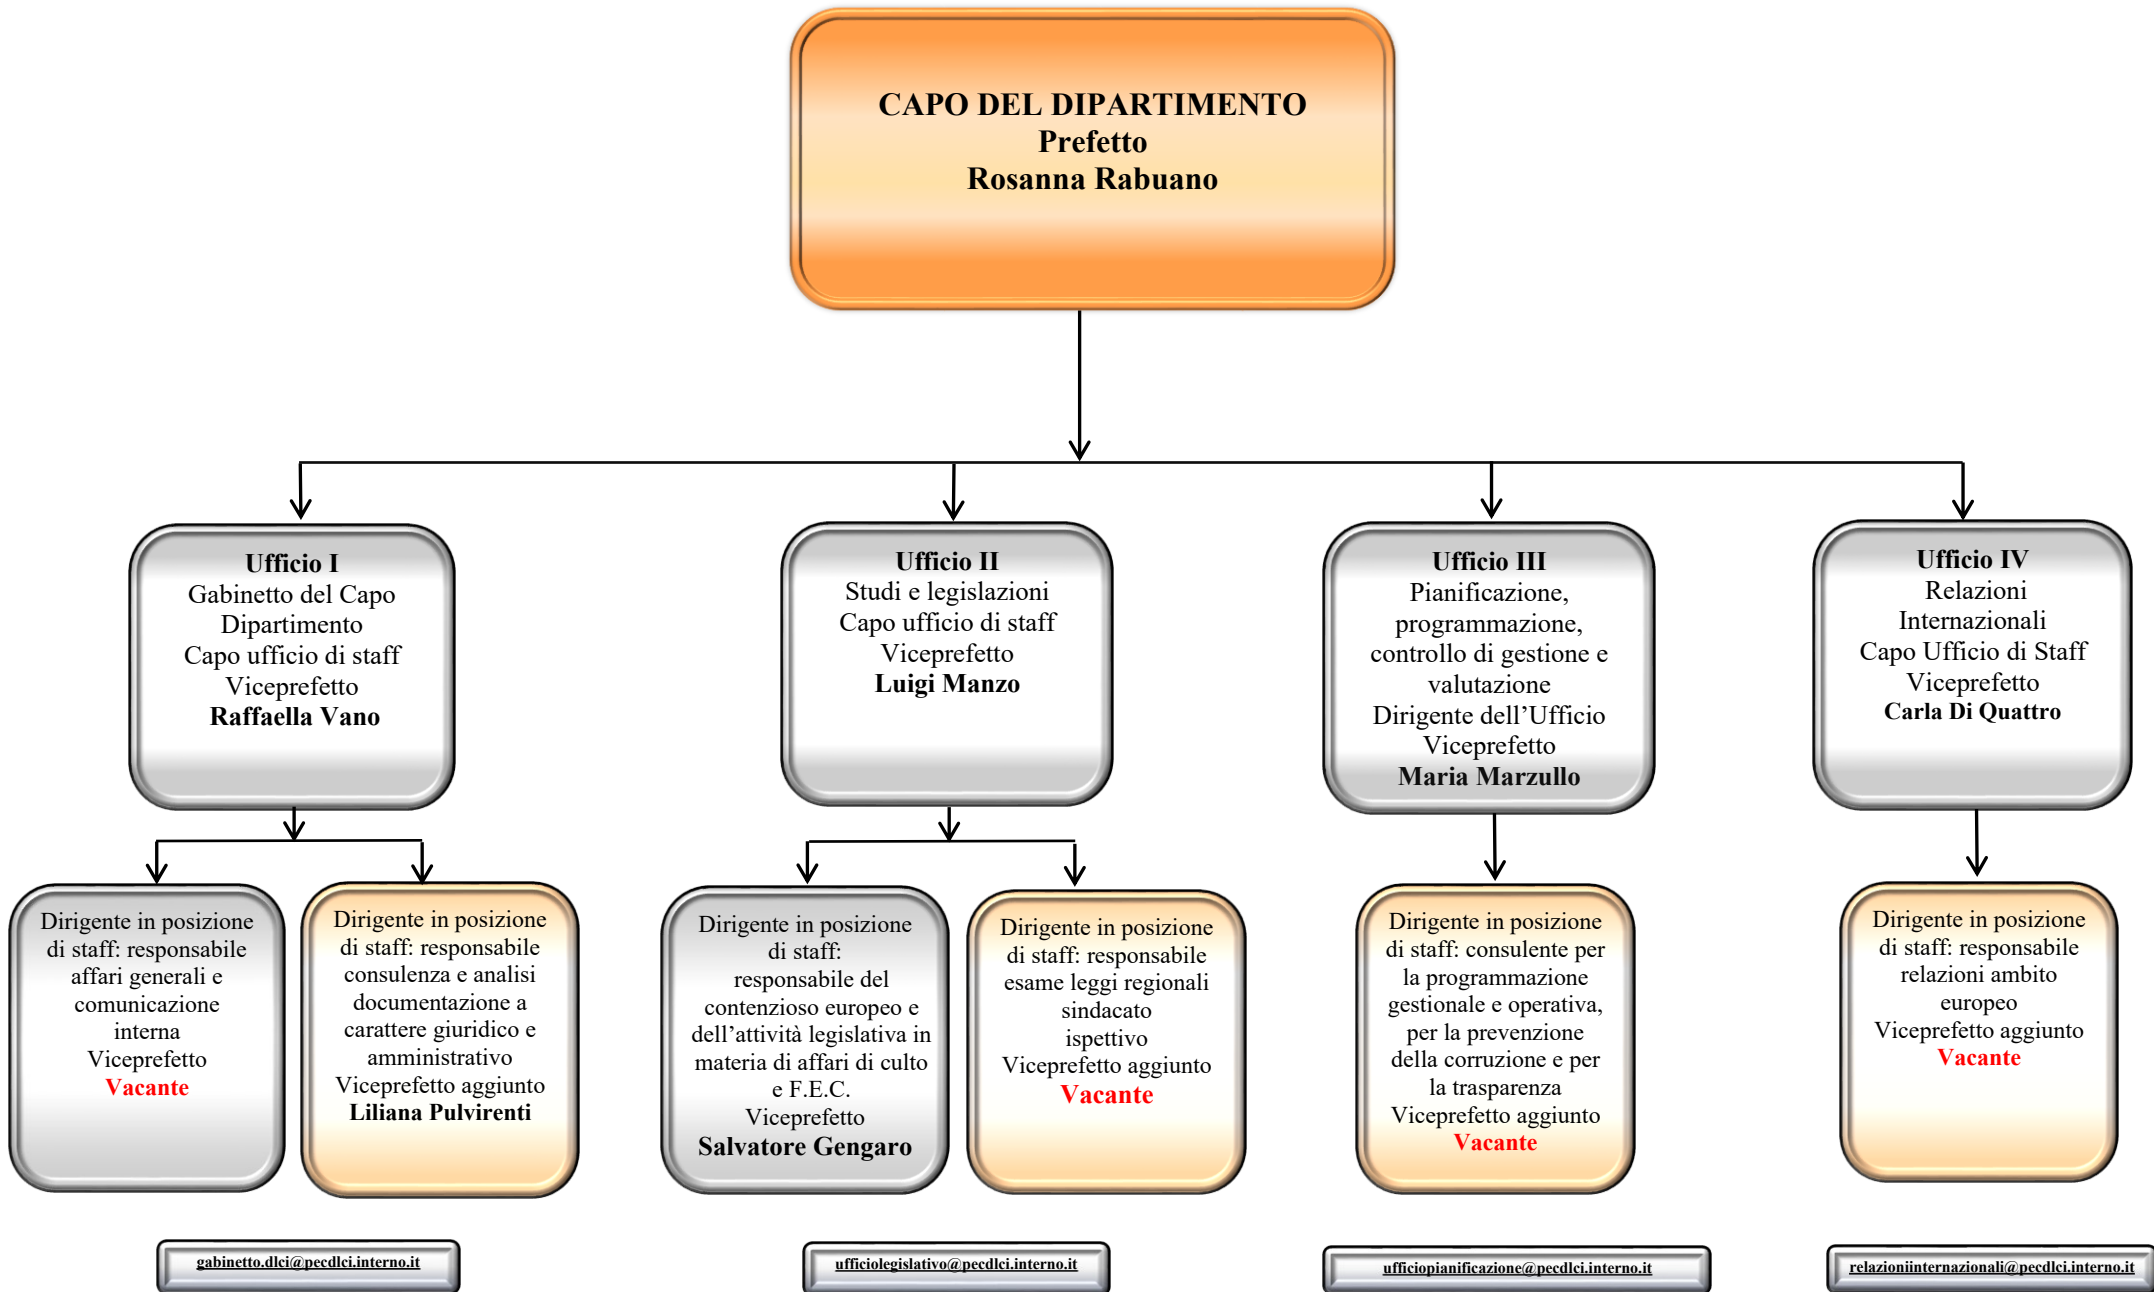 CAPO DEL DIPARTIMENTO
Prefetto
Rosanna Rabuano
Ufficio I
Gabinetto del Capo
Dipartimento
Capo ufficio di staff
Viceprefetto
Raffaella Vano
Ufficio II
Studi e legislazioni
Capo ufficio di staff
Viceprefetto
Luigi Manzo
Ufficio III
Pianificazione,
programmazione,
controllo di gestione e
valutazione
Dirigente dell’Ufficio
Viceprefetto
Maria Marzullo
Ufficio IV
Relazioni
Internazionali
Capo Ufficio di Staff
Viceprefetto
Carla Di Quattro
Dirigente in posizione
di staff: responsabile
affari generali e
comunicazione
interna
Viceprefetto
Vacante
Dirigente in posizione
di staff: responsabile
consulenza e analisi
documentazione a
carattere giuridico e
amministrativo
Viceprefetto aggiunto
Liliana Pulvirenti
Dirigente in posizione
di staff:
responsabile del
contenzioso europeo e
dell’attività legislativa in
materia di affari di culto
e F.E.C.
Viceprefetto
Salvatore Gengaro
Dirigente in posizione
di staff: responsabile
esame leggi regionali
sindacato
ispettivo
Viceprefetto aggiunto
Vacante
Dirigente in posizione
di staff: consulente per
la programmazione
gestionale e operativa,
per la prevenzione
della corruzione e per
la trasparenza
Viceprefetto aggiunto
Vacante
Dirigente in posizione
di staff: responsabile
relazioni ambito
europeo
Viceprefetto aggiunto
Vacante
gabinetto.dlci@pecdlci.interno.it
ufficiolegislativo@pecdlci.interno.it
ufficiopianificazione@pecdlci.interno.it
relazioniinternazionali@pecdlci.interno.it